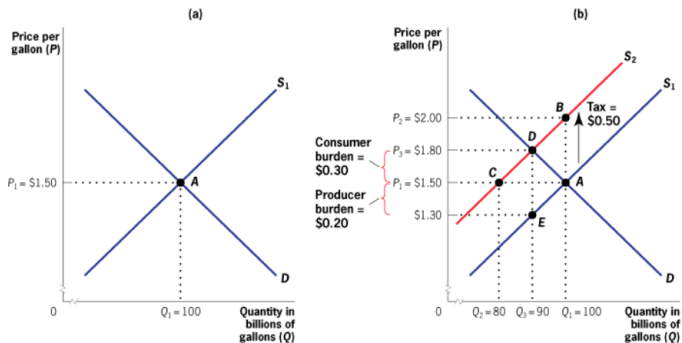 (a)
Price per
gallon (P)
S₁
P₁ = $1.50
A
D
0
Q₁ = 100
Quantity in
billions of
gallons (Q)
(b)
Price per
gallon (P)
S₂
S₁
B
Tax =
$0.50
P₂ = $2.00
D
P₃ = $1.80
Consumer
burden =
$0.30
C
P₁ = $1.50
A
Producer
burden =
$0.20
$1.30
E
D
0
Q₂ = 80
Q₃ = 90
Q₁ = 100
Quantity in
billions of
gallons (Q)